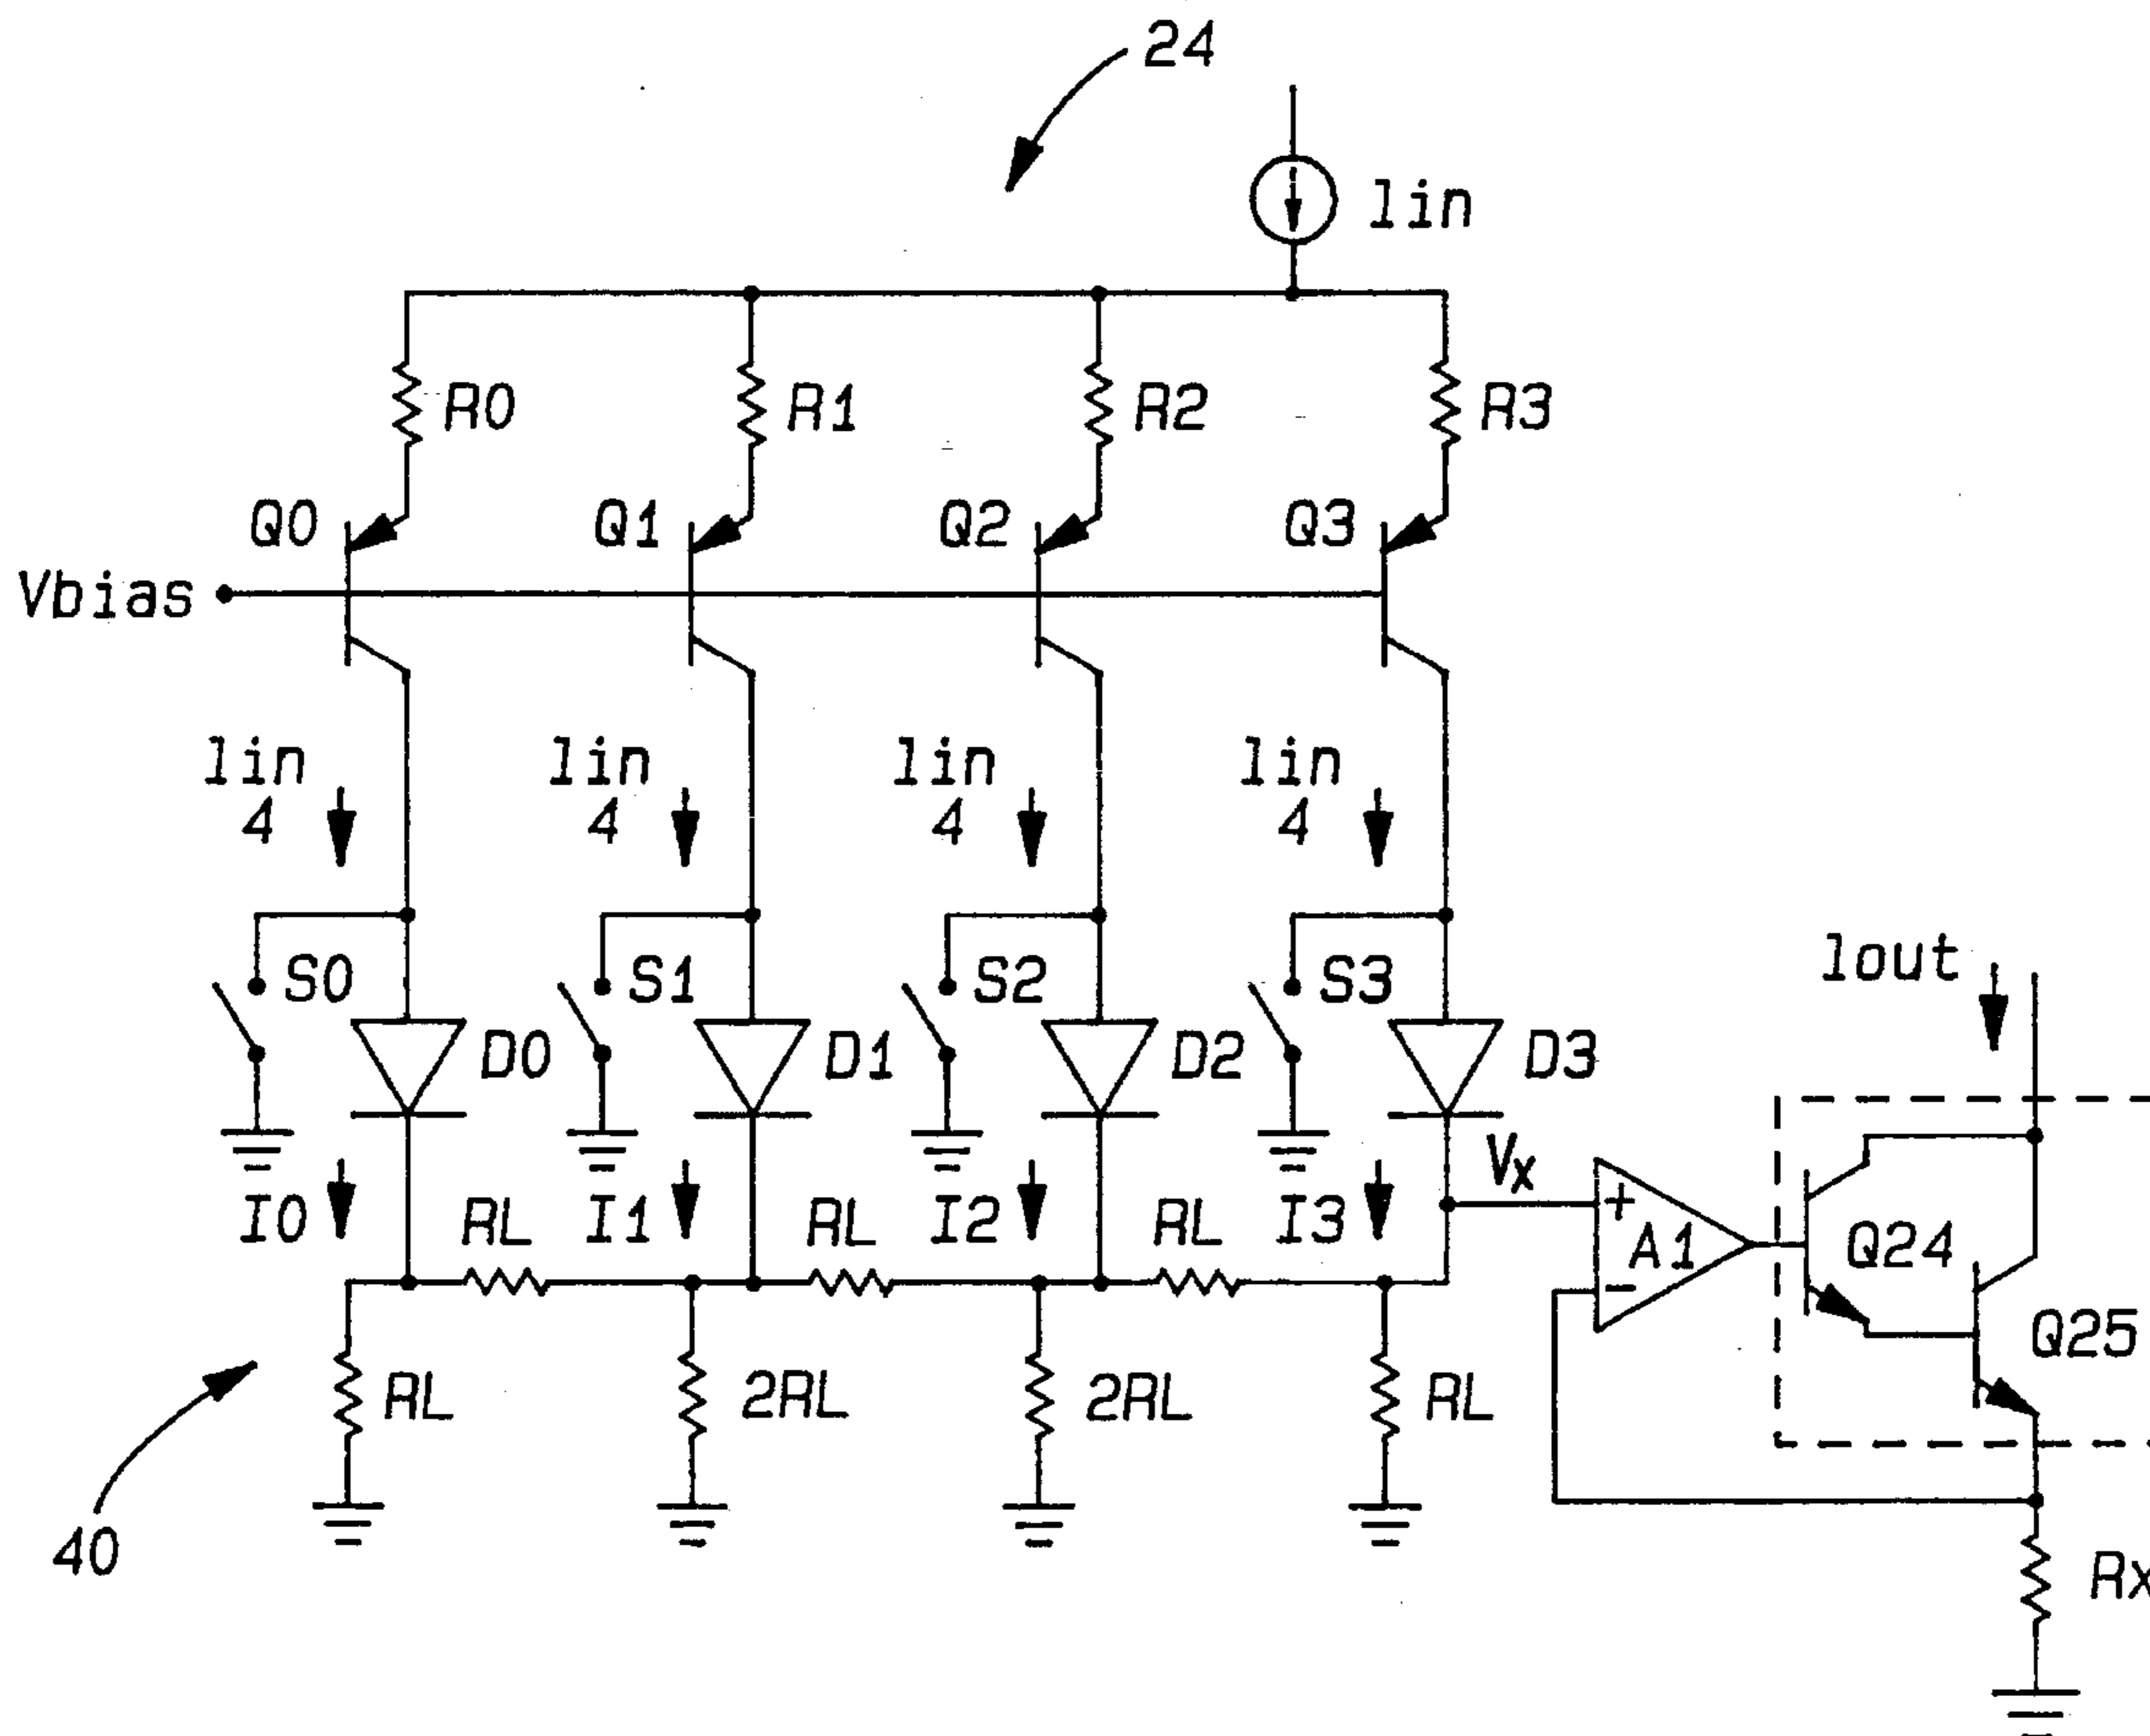 24
Iin
R0 R1 R2 R3
Q0 Q1 Q2 Q3
Vbias
Iin Iin Iin Iin
4 4 4 4
Iout
S0 S1 S2 S3
D0 D1 D2 D3
Vx
I0 RL I1 RL I2 RL I3
+
A1
-
Q24
Q25
RL 2RL 2RL RL
40
Rx